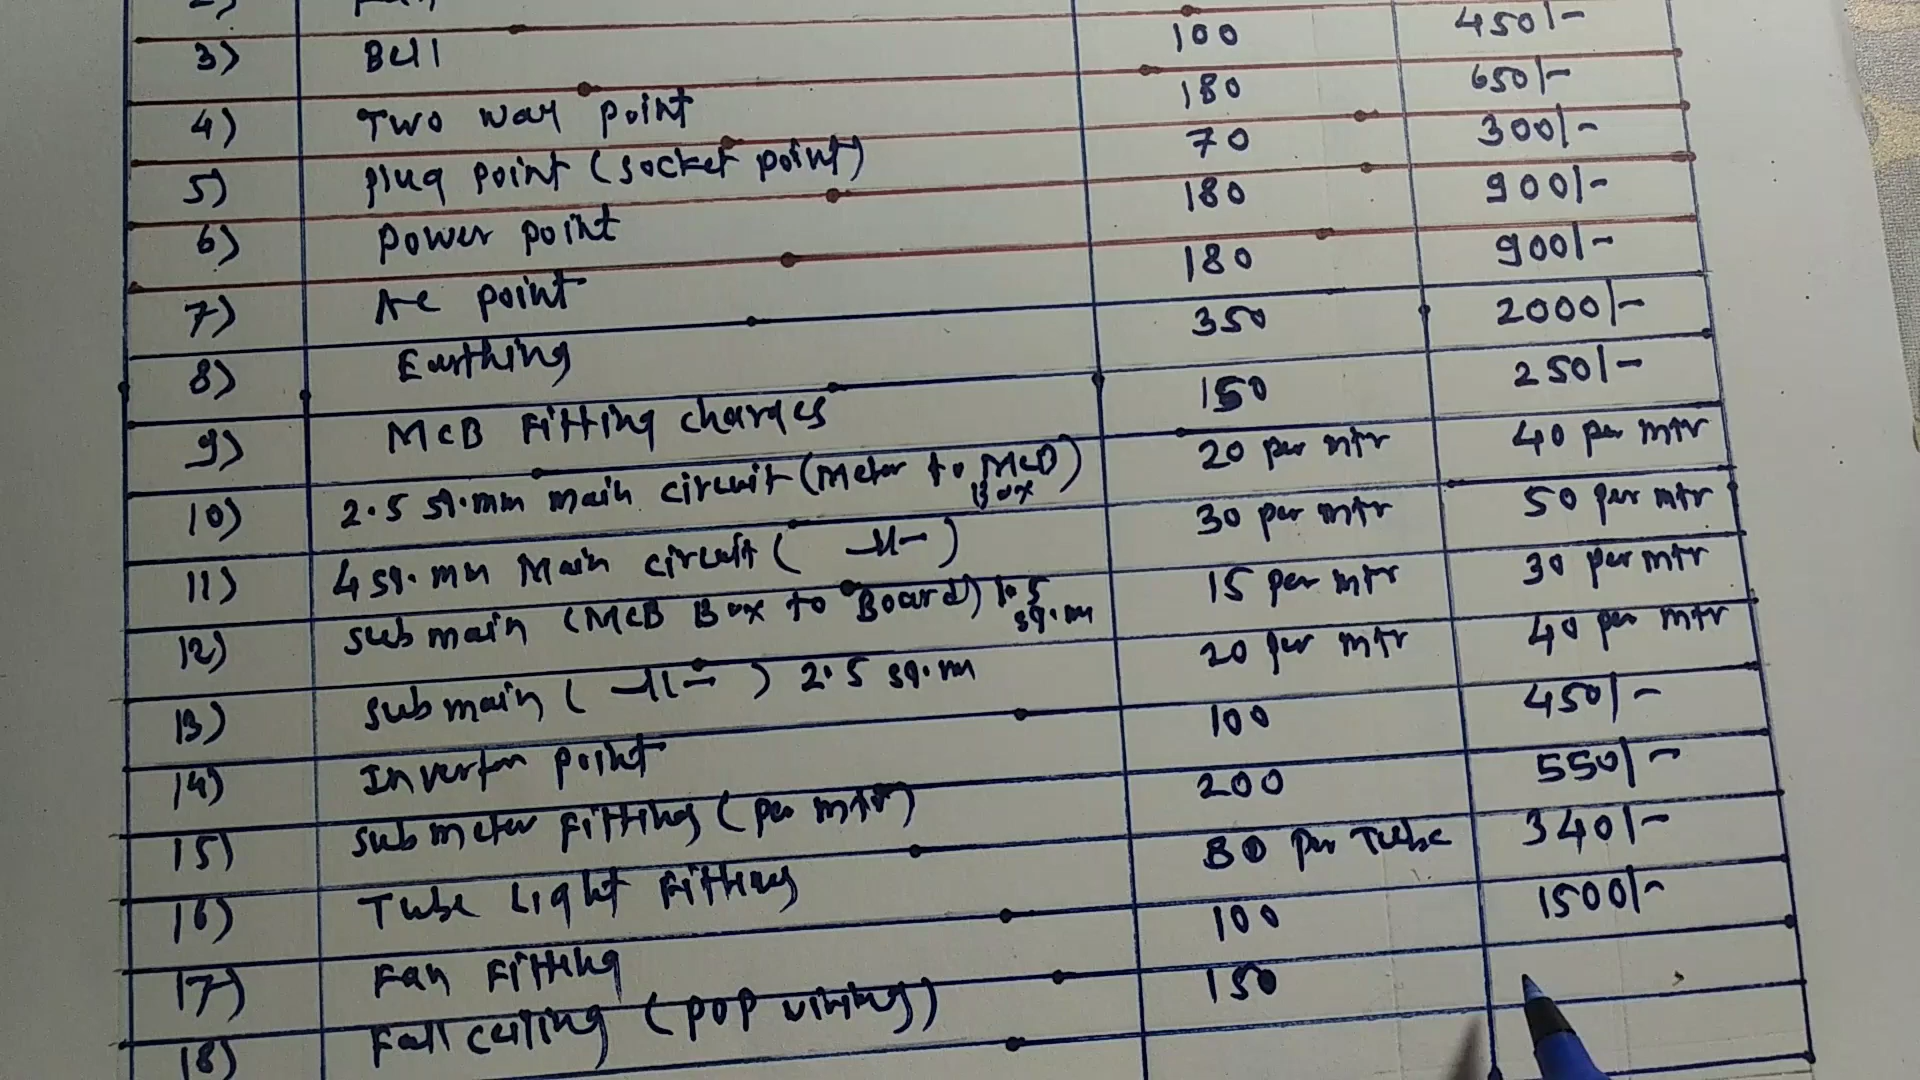 3) Bell 100 450/-
4) Two way point 180 650/-
5) plug point (socket point) 70 300/-
6) power point 180 900/-
7) Ac point 180 900/-
8) Earthing 350 2000/-
9) MCB Fitting charges 150 250/-
10) 2.5 sq.mm main circuit (Meter to MCB Box) 20 per mtr 40 per mtr
11) 4 sq.mm Main circuit ( -11- ) 30 per mtr 50 per mtr
12) sub main (MCB Box to Board) 1.5 sq.mm 15 per mtr 30 per mtr
13) sub main ( -11- ) 2.5 sq.mm 20 per mtr 40 per mtr
14) Inverter point 100 450/-
15) sub meter Fitting (per mtr) 200 550/-
16) Tube Light Fitting 80 per Tube 340/-
17) Fan Fitting 100 1500/-
18) Fall ceiling (POP wiring) 150